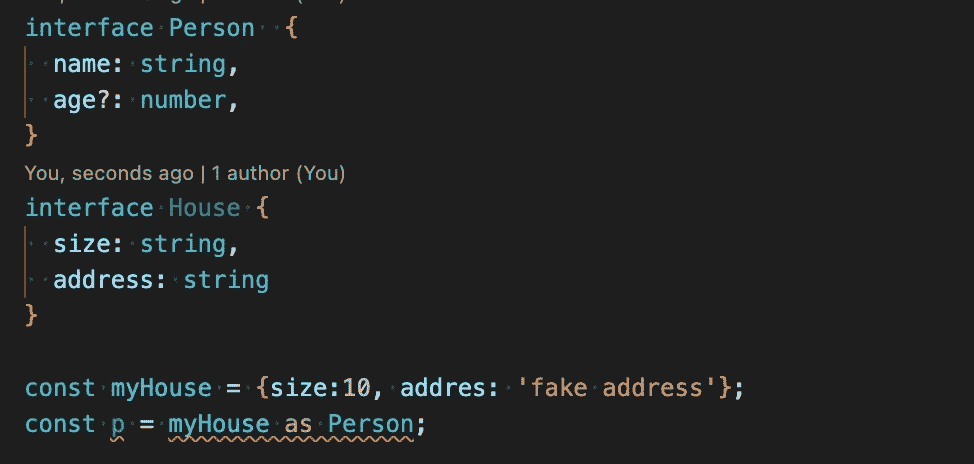 interface Person  {
  name: string,
  age?: number,
}
You, seconds ago | 1 author (You)
interface House {
  size: string,
  address: string
}
const myHouse = {size:10, addres: 'fake address'};
const p = myHouse as Person;